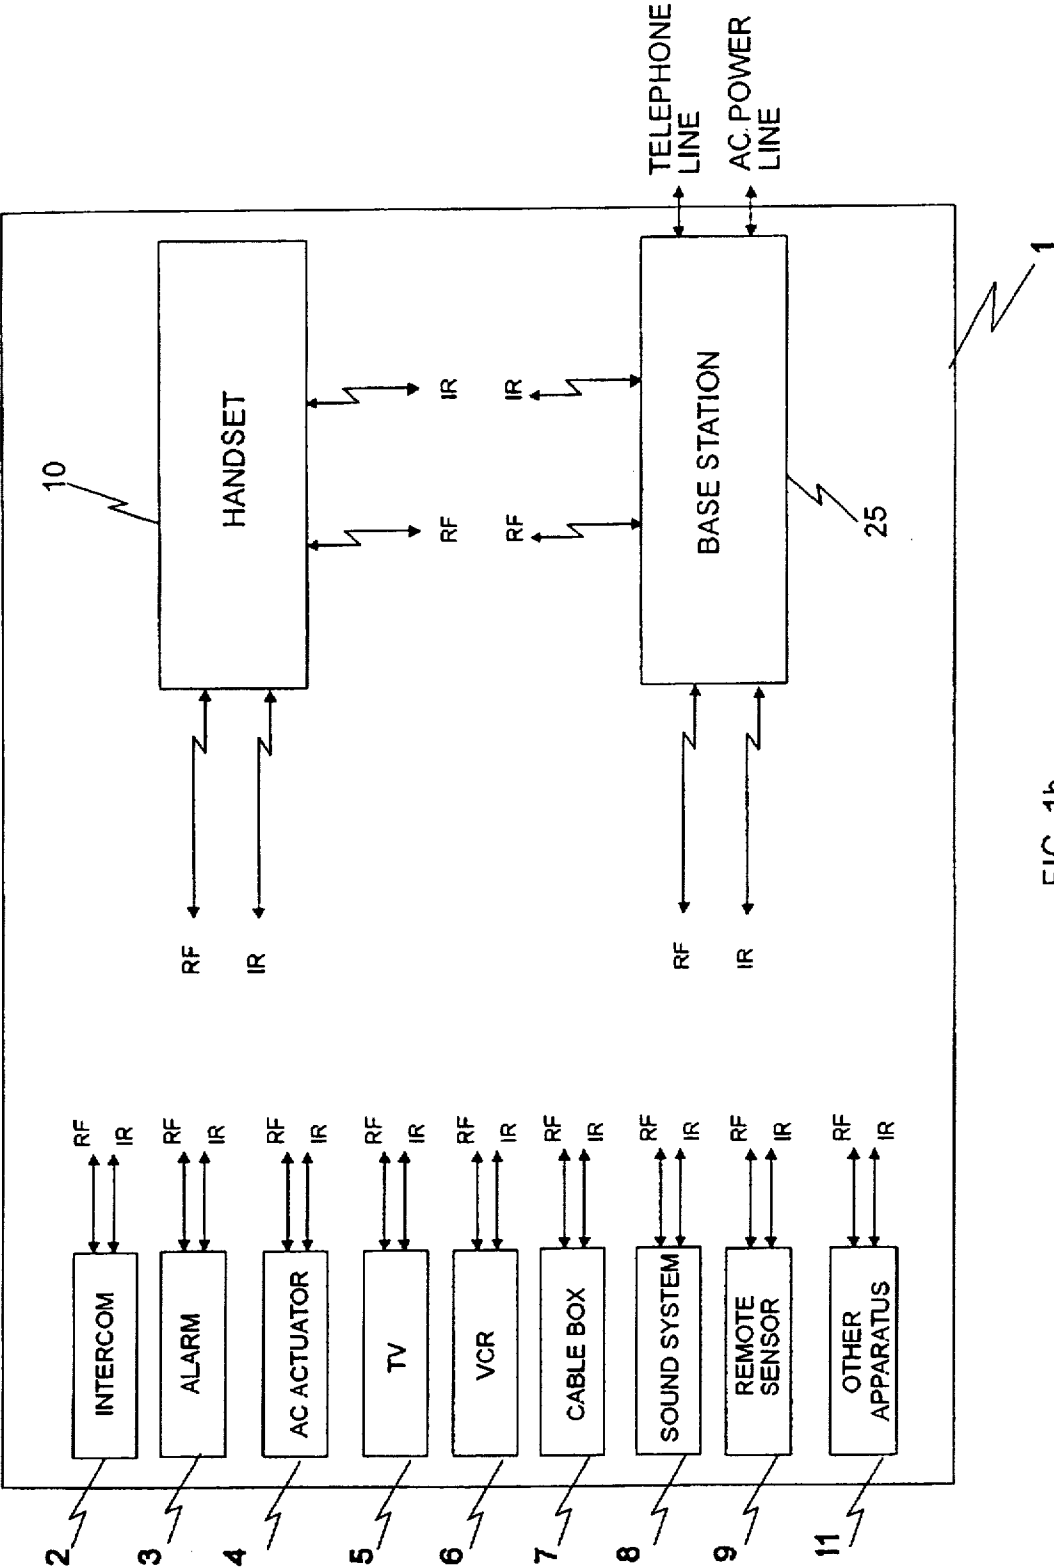 2
INTERCOM
RF
IR
3
ALARM
RF
IR
4
AC ACTUATOR
RF
IR
5
TV
RF
IR
6
VCR
RF
IR
7
CABLE BOX
RF
IR
8
SOUND SYSTEM
RF
IR
9
REMOTE
SENSOR
RF
IR
11
OTHER
APPARATUS
RF
IR
10
HANDSET
RF
IR
RF
IR
RF
IR
BASE STATION
RF
IR
25
TELEPHONE
LINE
AC POWER
LINE
1
FIG. 1b